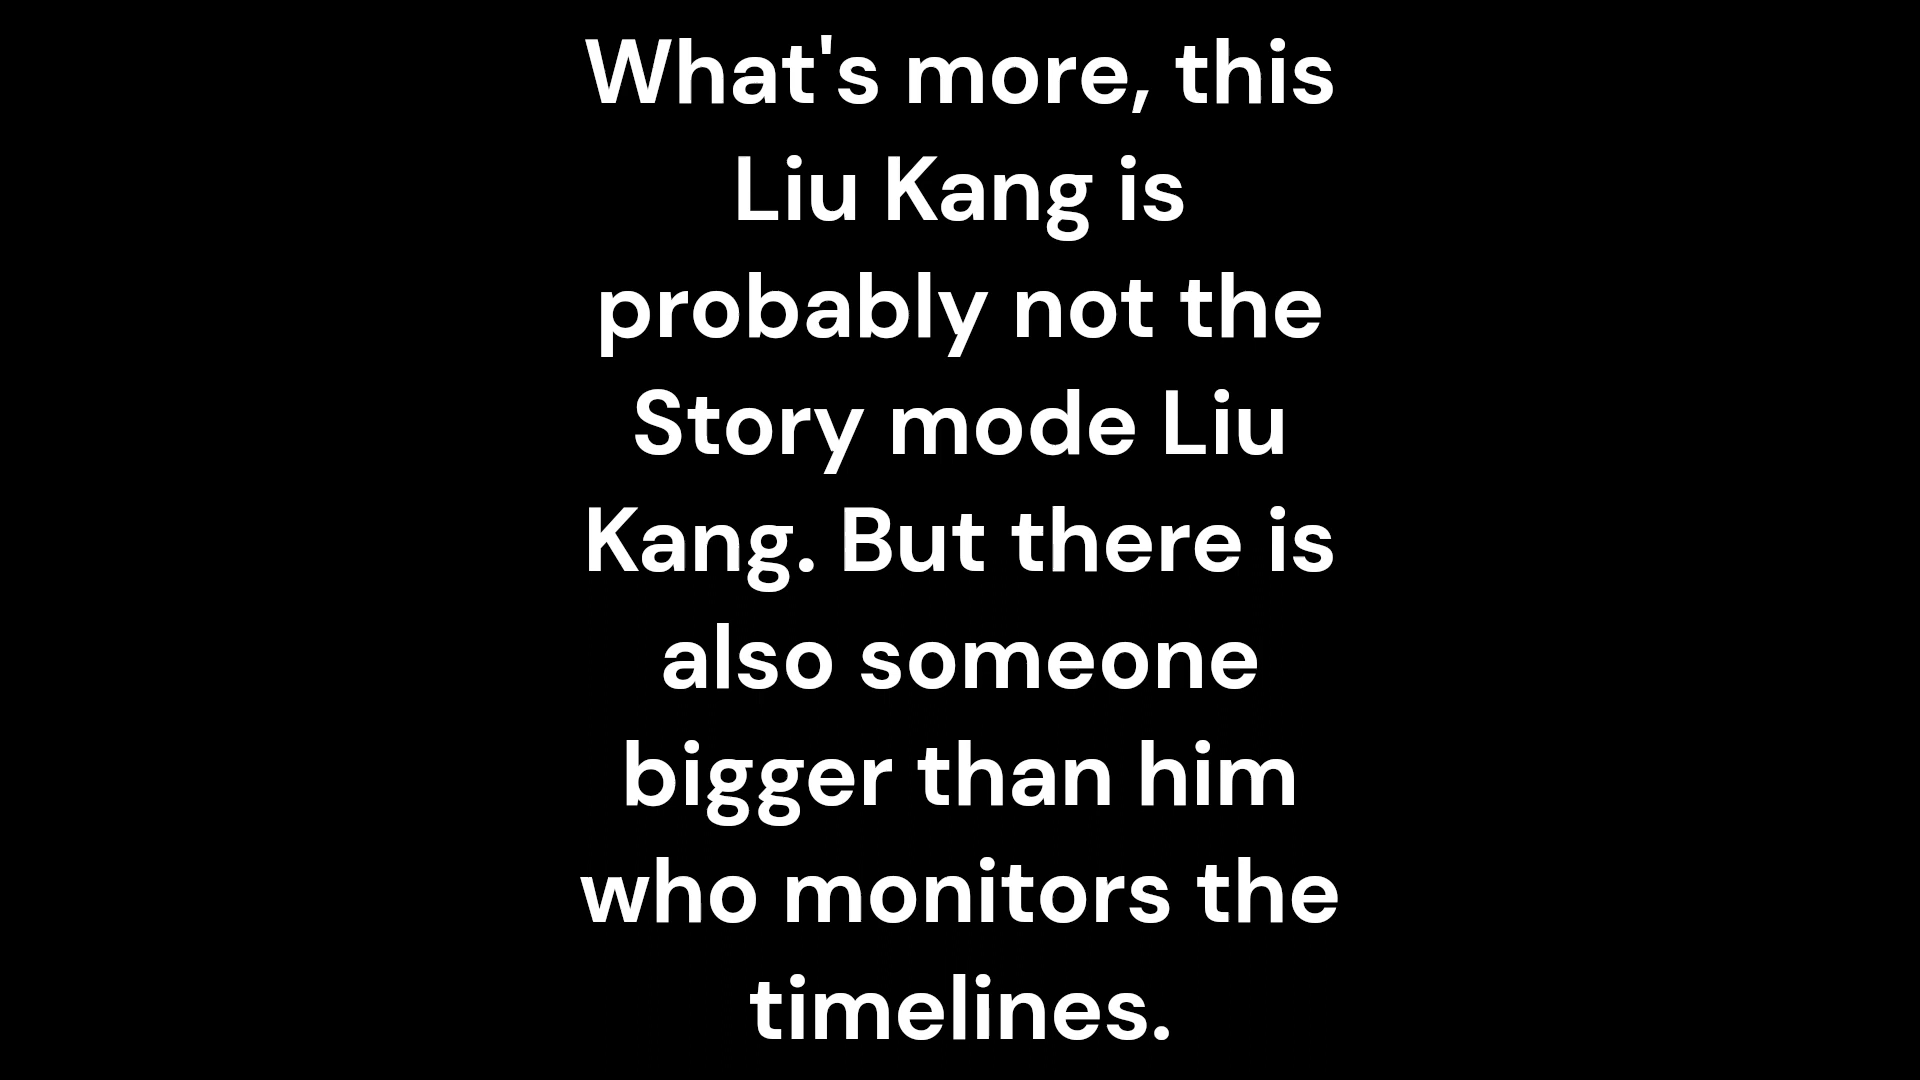 What's more, this
Liu Kang is
probably not the
Story mode Liu
Kang. But there is
also someone
bigger than him
who monitors the
timelines.